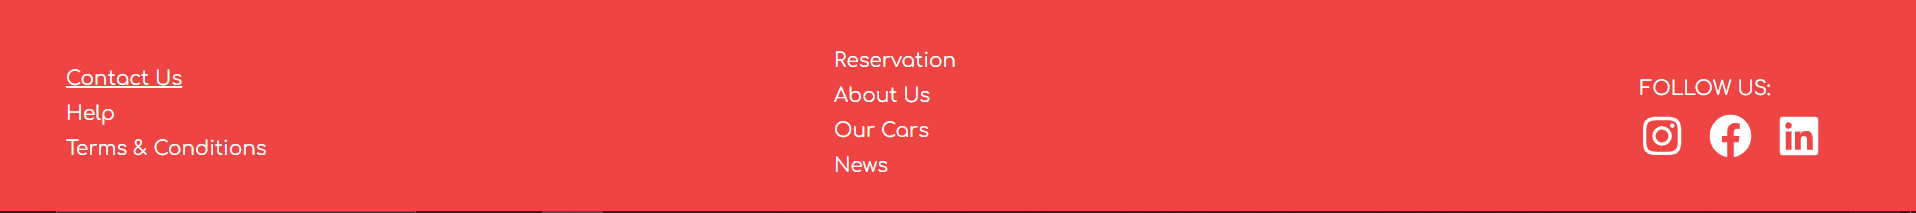 Contact Us
Help
Terms & Conditions
Reservation
About Us
Our Cars
News
FOLLOW US: